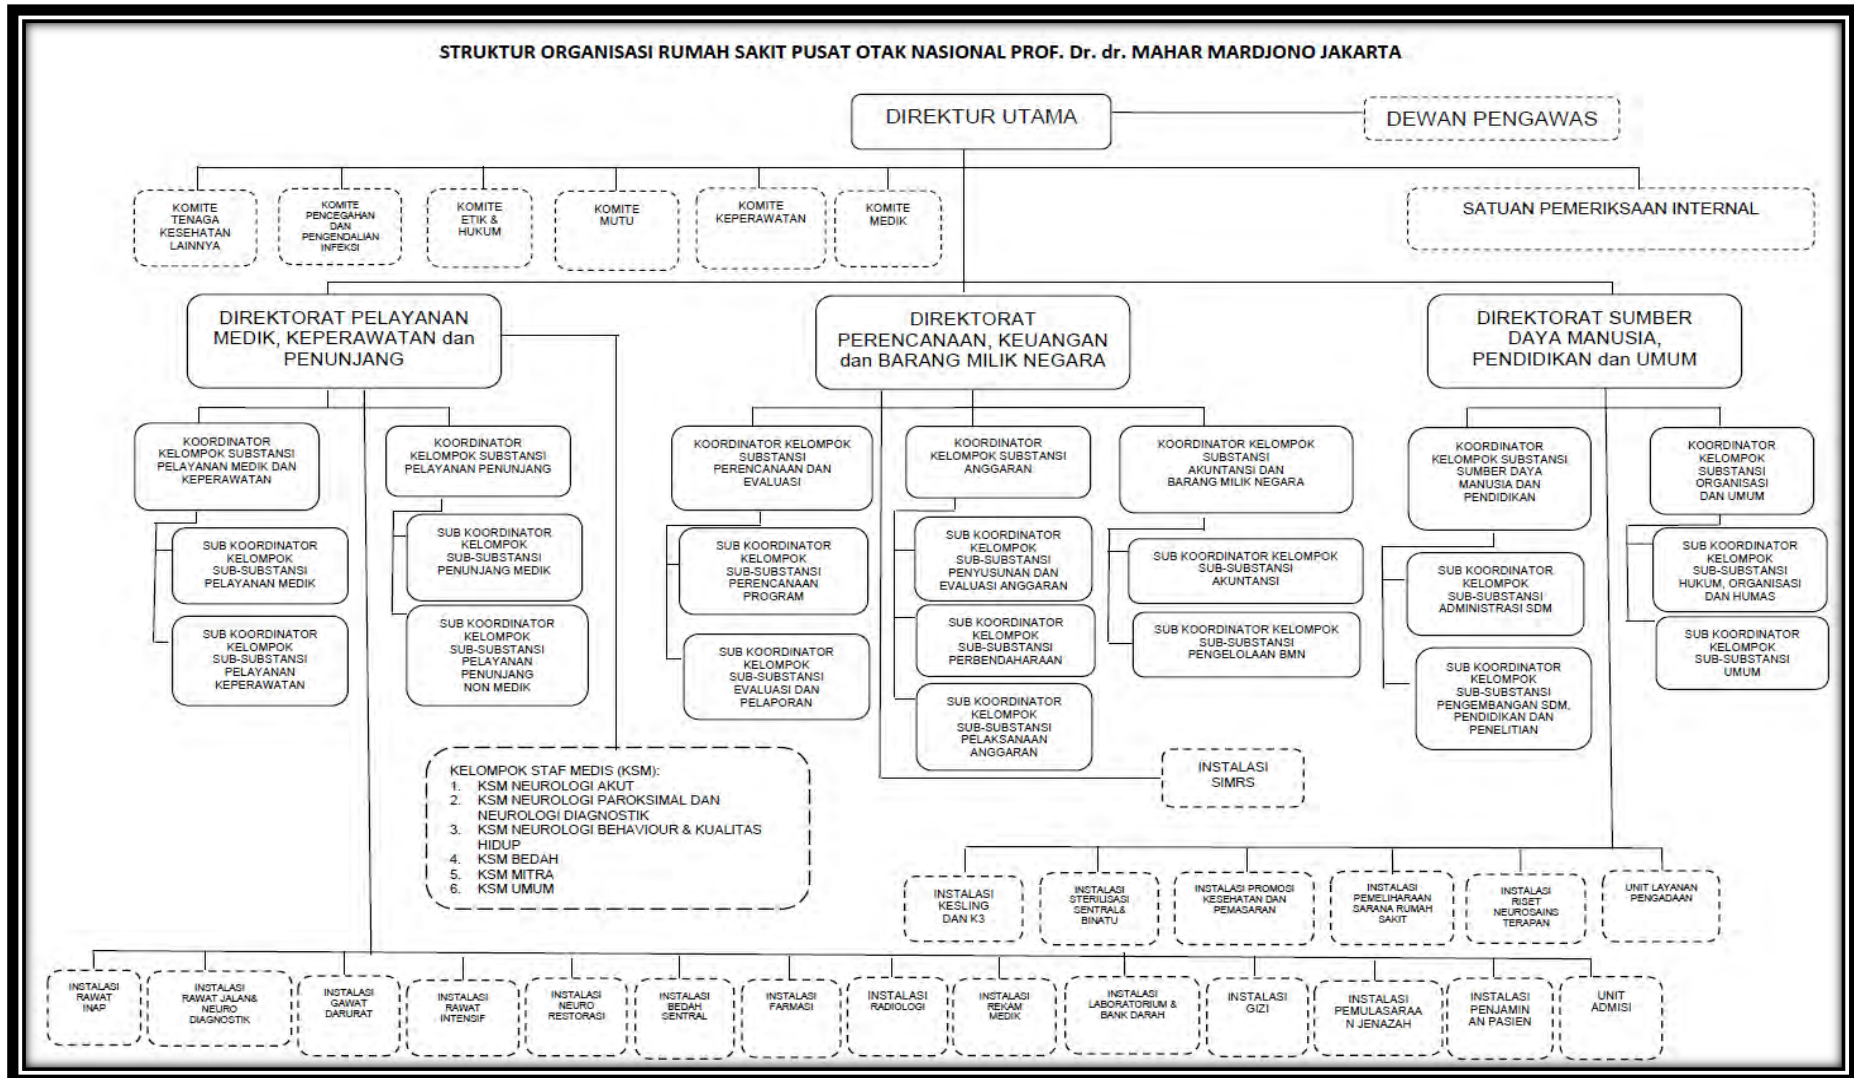 STRUKTUR ORGANISASI RUMAH SAKIT PUSAT OTAK NASIONAL PROF. Dr. dr. MAHAR MARDJONO JAKARTA
DIREKTUR UTAMA
DEWAN PENGAWAS
KOMITE
TENAGA
KESEHATAN
LAINNYA
KOMITE
PENCEGAHAN
DAN
PENGENDALIAN
INFEKSI
KOMITE
ETIK &
HUKUM
KOMITE
MUTU
KOMITE
KEPERAWATAN
KOMITE
MEDIK
SATUAN PEMERIKSAAN INTERNAL
DIREKTORAT PELAYANAN
MEDIK, KEPERAWATAN dan
PENUNJANG
DIREKTORAT
PERENCANAAN, KEUANGAN
dan BARANG MILIK NEGARA
DIREKTORAT SUMBER
DAYA MANUSIA,
PENDIDIKAN dan UMUM
KOORDINATOR
KELOMPOK SUBSTANSI
PELAYANAN MEDIK DAN
KEPERAWATAN
KOORDINATOR
KELOMPOK SUBSTANSI
PELAYANAN PENUNJANG
KOORDINATOR KELOMPOK
SUBSTANSI
PERENCANAAN DAN
EVALUASI
KOORDINATOR
KELOMPOK SUBSTANSI
ANGGARAN
KOORDINATOR KELOMPOK
SUBSTANSI
AKUNTANSI DAN
BARANG MILIK NEGARA
KOORDINATOR
KELOMPOK SUBSTANSI
SUMBER DAYA
MANUSIA DAN
PENDIDIKAN
KOORDINATOR
KELOMPOK
SUBSTANSI
ORGANISASI
DAN UMUM
SUB KOORDINATOR
KELOMPOK
SUB-SUBSTANSI
PELAYANAN MEDIK
SUB KOORDINATOR
KELOMPOK
SUB-SUBSTANSI
PENUNJANG MEDIK
SUB KOORDINATOR
KELOMPOK
SUB-SUBSTANSI
PERENCANAAN
PROGRAM
SUB KOORDINATOR
KELOMPOK
SUB-SUBSTANSI
PENYUSUNAN DAN
EVALUASI ANGGARAN
SUB KOORDINATOR KELOMPOK
SUB-SUBSTANSI
AKUNTANSI
SUB KOORDINATOR
KELOMPOK
SUB-SUBSTANSI
ADMINISTRASI SDM
SUB KOORDINATOR
KELOMPOK
SUB-SUBSTANSI
HUKUM, ORGANISASI
DAN HUMAS
SUB KOORDINATOR
KELOMPOK
SUB-SUBSTANSI
PELAYANAN
KEPERAWATAN
SUB KOORDINATOR
KELOMPOK
SUB-SUBSTANSI
PELAYANAN
PENUNJANG
NON MEDIK
SUB KOORDINATOR
KELOMPOK
SUB-SUBSTANSI
EVALUASI DAN
PELAPORAN
SUB KOORDINATOR
KELOMPOK
SUB-SUBSTANSI
PERBENDAHARAAN
SUB KOORDINATOR KELOMPOK
SUB-SUBSTANSI
PENGELOLAAN BMN
SUB KOORDINATOR
KELOMPOK
SUB-SUBSTANSI
PENGEMBANGAN SDM,
PENDIDIKAN DAN
PENELITIAN
SUB KOORDINATOR
KELOMPOK
SUB-SUBSTANSI
UMUM
SUB KOORDINATOR
KELOMPOK
SUB-SUBSTANSI
PELAKSANAAN
ANGGARAN
INSTALASI
SIMRS
KELOMPOK STAF MEDIS (KSM):
1. KSM NEUROLOGI AKUT
2. KSM NEUROLOGI PAROKSIMAL DAN
NEUROLOGI DIAGNOSTIK
3. KSM NEUROLOGI BEHAVIOUR & KUALITAS
HIDUP
4. KSM BEDAH
5. KSM MITRA
6. KSM UMUM
INSTALASI
KESLING
DAN K3
INSTALASI
STERILISASI
SENTRAL&
BINATU
INSTALASI PROMOSI
KESEHATAN DAN
PEMASARAN
INSTALASI
PEMELIHARAAN
SARANA RUMAH
SAKIT
INSTALASI
RISET
NEUROSAINS
TERAPAN
UNIT LAYANAN
PENGADAAN
INSTALASI
RAWAT
INAP
INSTALASI
RAWAT JALAN&
NEURO
DIAGNOSTIK
INSTALASI
GAWAT
DARURAT
INSTALASI
RAWAT
INTENSIF
INSTALASI
NEURO
RESTORASI
INSTALASI
BEDAH
SENTRAL
INSTALASI
FARMASI
INSTALASI
RADIOLOGI
INSTALASI
REKAM
MEDIK
INSTALASI
LABORATORIUM &
BANK DARAH
INSTALASI
GIZI
INSTALASI
PEMULASARAA
N JENAZAH
INSTALASI
PENJAMIN
AN PASIEN
UNIT
ADMISI